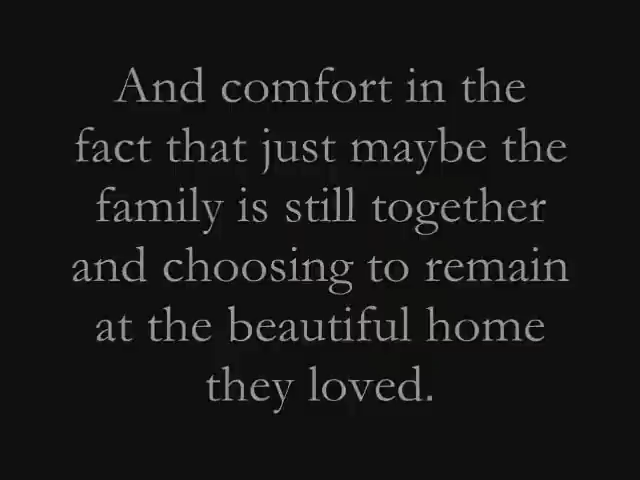 And comfort in the
fact that just maybe the
family is still together
and choosing to remain
at the beautiful home
they loved.